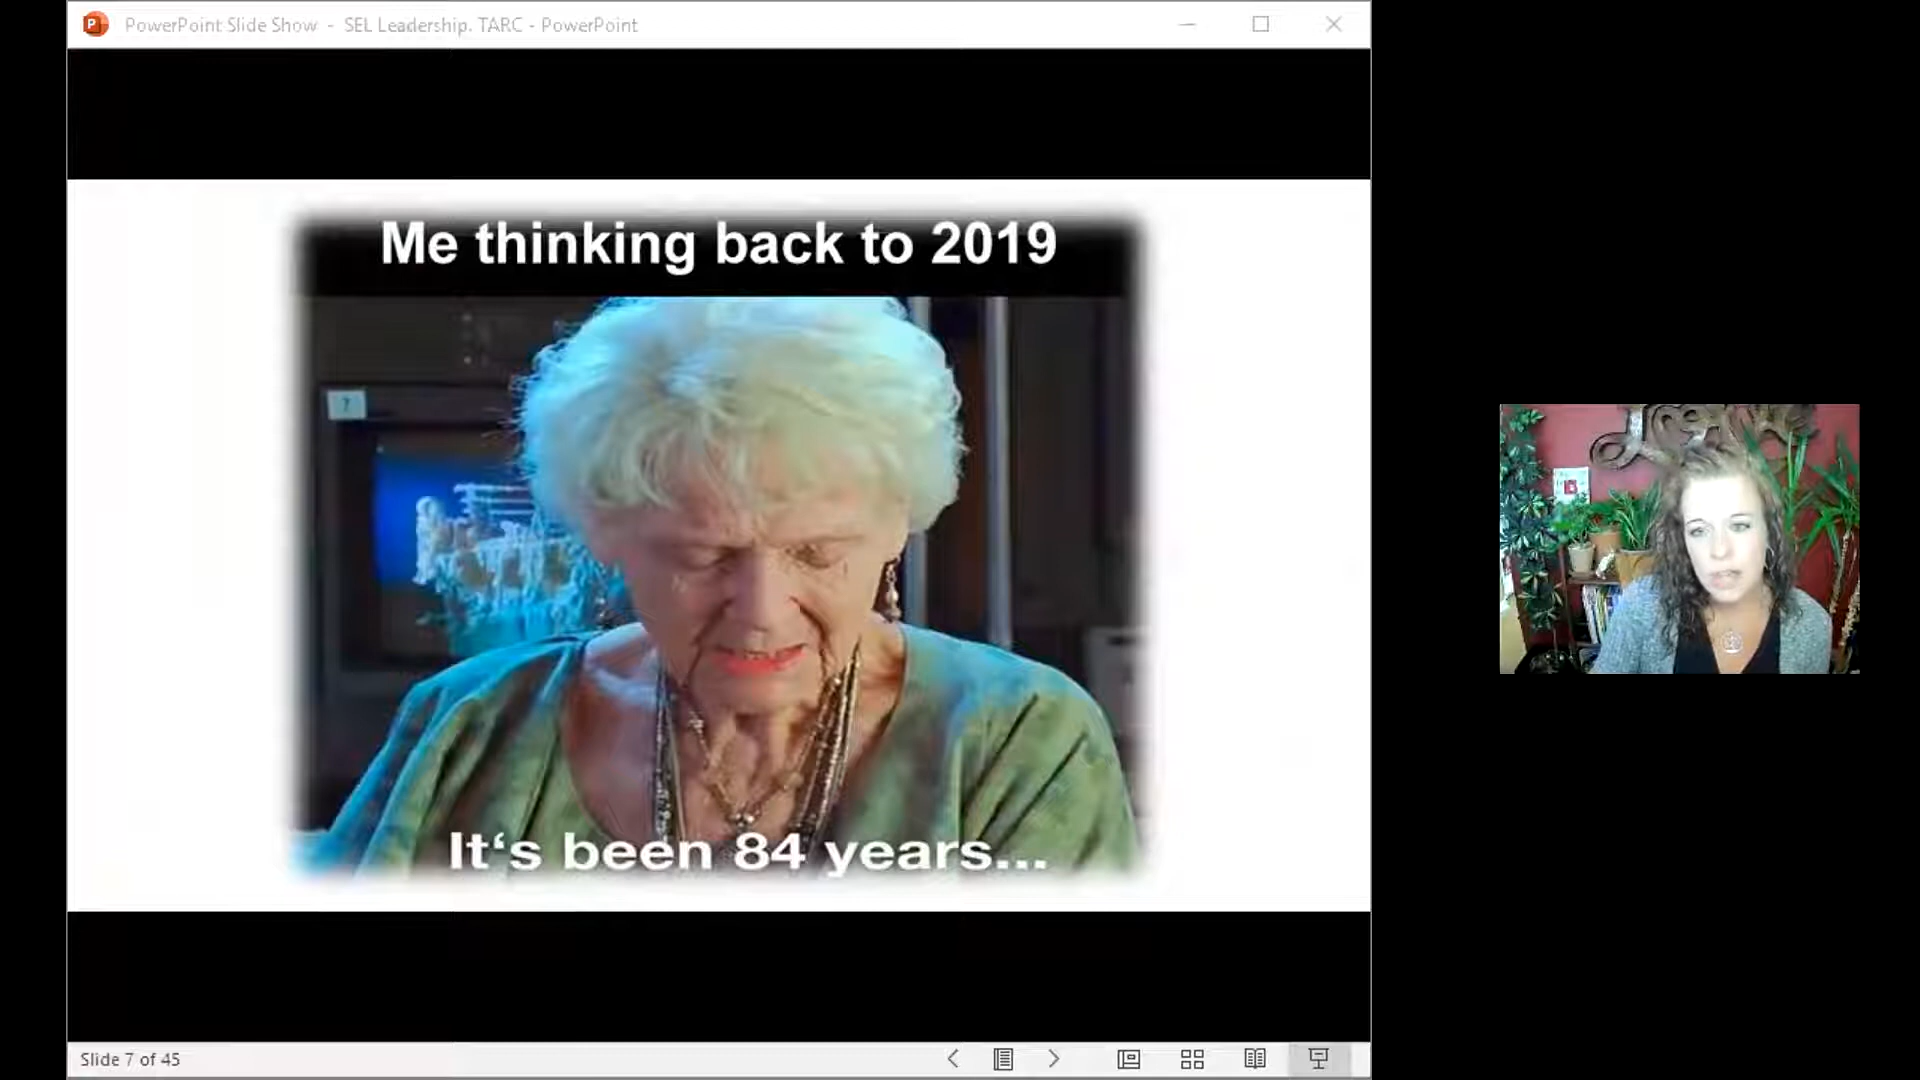 PowerPoint Slide Show - SEL Leadership. TARC - PowerPoint
Me thinking back to 2019
It's been 84 years...
Slide 7 of 45